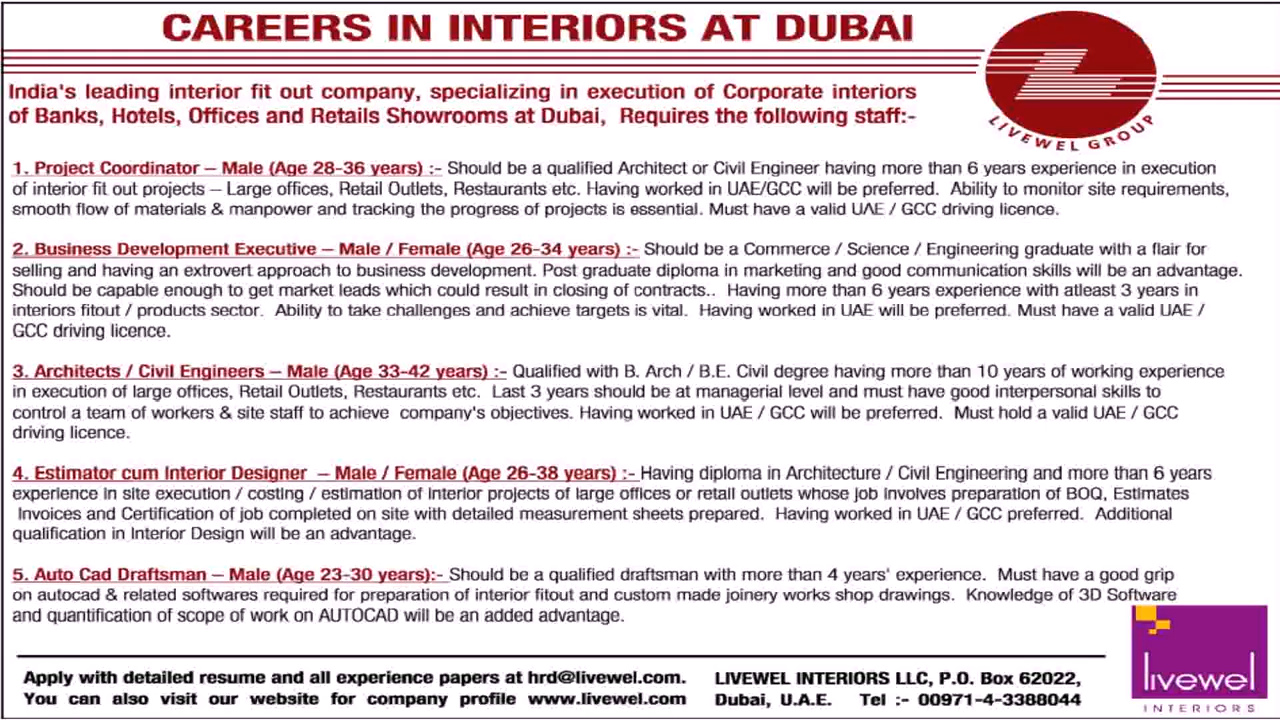 CAREERS IN INTERIORS AT DUBAI
LIVEWEL GROUP
India's leading interior fit out company, specializing in execution of Corporate interiors
of Banks, Hotels, Offices and Retails Showrooms at Dubai, Requires the following staff:-
1. Project Coordinator – Male (Age 28-36 years) :- Should be a qualified Architect or Civil Engineer having more than 6 years experience in execution
of interior fit out projects – Large offices, Retail Outlets, Restaurants etc. Having worked in UAE/GCC will be preferred. Ability to monitor site requirements,
smooth flow of materials & manpower and tracking the progress of projects is essential. Must have a valid UAE / GCC driving licence.
2. Business Development Executive – Male / Female (Age 26-34 years) :- Should be a Commerce / Science / Engineering graduate with a flair for
selling and having an extrovert approach to business development. Post graduate diploma in marketing and good communication skills will be an advantage.
Should be capable enough to get market leads which could result in closing of contracts.. Having more than 6 years experience with atleast 3 years in
interiors fitout / products sector. Ability to take challenges and achieve targets is vital. Having worked in UAE will be preferred. Must have a valid UAE /
GCC driving licence.
3. Architects / Civil Engineers – Male (Age 33-42 years) :- Qualified with B. Arch / B.E. Civil degree having more than 10 years of working experience
in execution of large offices, Retail Outlets, Restaurants etc. Last 3 years should be at managerial level and must have good interpersonal skills to
control a team of workers & site staff to achieve company's objectives. Having worked in UAE / GCC will be preferred. Must hold a valid UAE / GCC
driving licence.
4. Estimator cum Interior Designer – Male / Female (Age 26-38 years) :- Having diploma in Architecture / Civil Engineering and more than 6 years
experience in site execution / costing / estimation of interior projects of large offices or retail outlets whose job involves preparation of BOQ, Estimates
Invoices and Certification of job completed on site with detailed measurement sheets prepared. Having worked in UAE / GCC preferred. Additional
qualification in Interior Design will be an advantage.
5. Auto Cad Draftsman – Male (Age 23-30 years):- Should be a qualified draftsman with more than 4 years' experience. Must have a good grip
on autocad & related softwares required for preparation of interior fitout and custom made joinery works shop drawings. Knowledge of 3D Software
and quantification of scope of work on AUTOCAD will be an added advantage.
Apply with detailed resume and all experience papers at hrd@livewel.com.
You can also visit our website for company profile www.livewel.com
LIVEWEL INTERIORS LLC, P.O. Box 62022,
Dubai, U.A.E. Tel :- 00971-4-3388044
livewel
INTERIORS